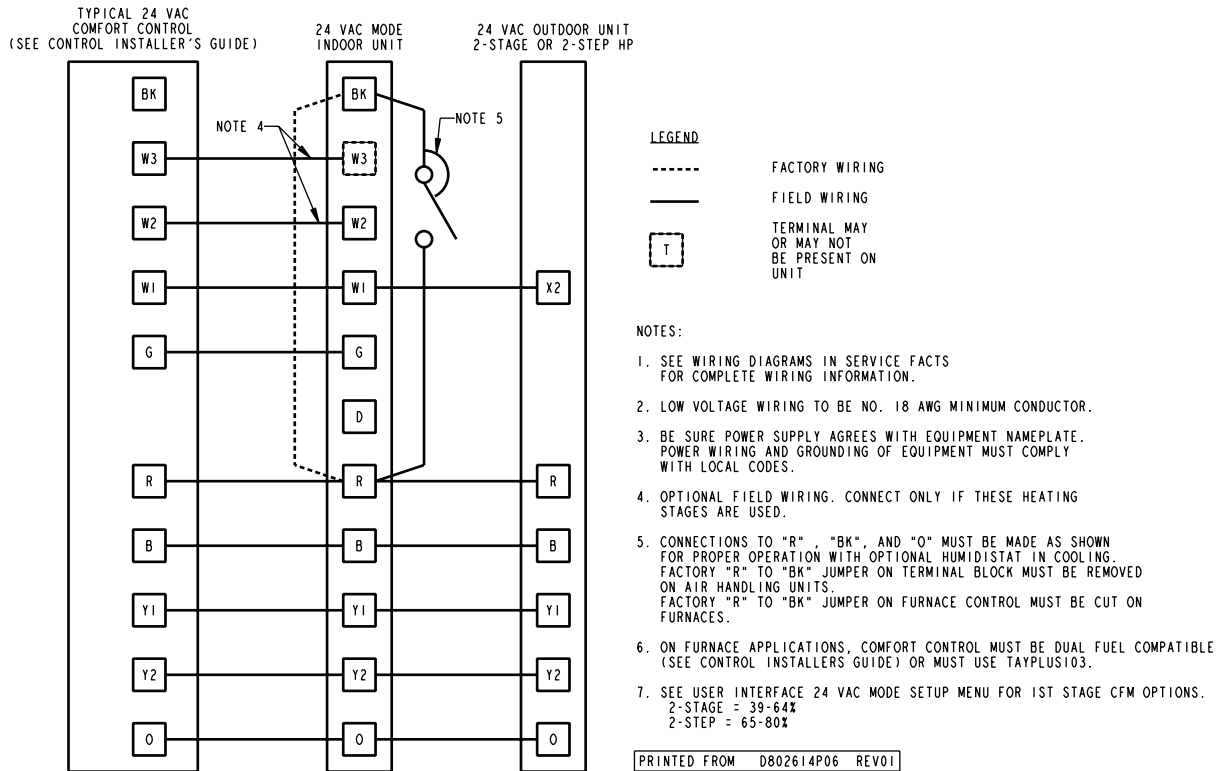 TYPICAL 24 VAC
COMFORT CONTROL
(SEE CONTROL INSTALLER'S GUIDE)
24 VAC MODE
INDOOR UNIT
24 VAC OUTDOOR UNIT
2-STAGE OR 2-STEP HP
BK
BK
NOTE 4
NOTE 5
W3
W3
W2
W2
W1
W1
X2
G
G
D
R
R
R
B
B
B
Y1
Y1
Y1
Y2
Y2
Y2
O
O
O
LEGEND
FACTORY WIRING
FIELD WIRING
T
TERMINAL MAY
OR MAY NOT
BE PRESENT ON
UNIT
NOTES:
1. SEE WIRING DIAGRAMS IN SERVICE FACTS
FOR COMPLETE WIRING INFORMATION.
2. LOW VOLTAGE WIRING TO BE NO. 18 AWG MINIMUM CONDUCTOR.
3. BE SURE POWER SUPPLY AGREES WITH EQUIPMENT NAMEPLATE.
POWER WIRING AND GROUNDING OF EQUIPMENT MUST COMPLY
WITH LOCAL CODES.
4. OPTIONAL FIELD WIRING. CONNECT ONLY IF THESE HEATING
STAGES ARE USED.
5. CONNECTIONS TO "R" , "BK", AND "O" MUST BE MADE AS SHOWN
FOR PROPER OPERATION WITH OPTIONAL HUMIDISTAT IN COOLING.
FACTORY "R" TO "BK" JUMPER ON TERMINAL BLOCK MUST BE REMOVED
ON AIR HANDLING UNITS.
FACTORY "R" TO "BK" JUMPER ON FURNACE CONTROL MUST BE CUT ON
FURNACES.
6. ON FURNACE APPLICATIONS, COMFORT CONTROL MUST BE DUAL FUEL COMPATIBLE
(SEE CONTROL INSTALLERS GUIDE) OR MUST USE TAYPLUS103.
7. SEE USER INTERFACE 24 VAC MODE SETUP MENU FOR 1ST STAGE CFM OPTIONS.
2-STAGE = 39-64%
2-STEP = 65-80%
PRINTED FROM D802614P06 REV01